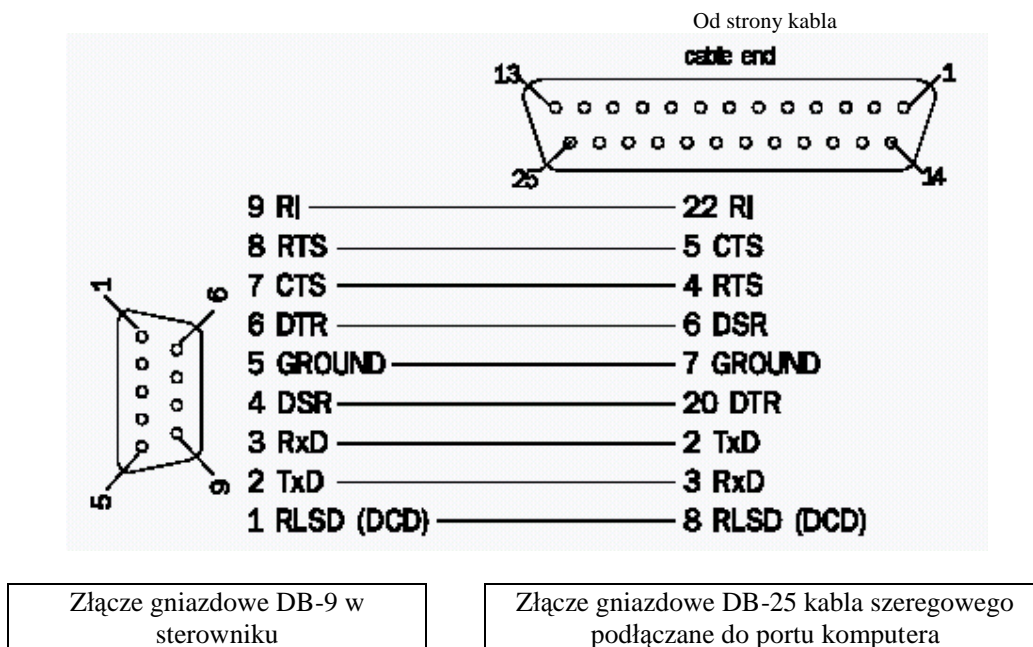 Od strony kabla
cable end
13 1
25 14
9 RI 22 RI
8 RTS 5 CTS
1 6 7 CTS 4 RTS
6 DTR 6 DSR
5 GROUND 7 GROUND
4 DSR 20 DTR
3 RxD 2 TxD
5 9 2 TxD 3 RxD
1 RLSD (DCD) 8 RLSD (DCD)
Złącze gniazdowe DB-9 w
sterowniku
Złącze gniazdowe DB-25 kabla szeregowego
podłączane do portu komputera